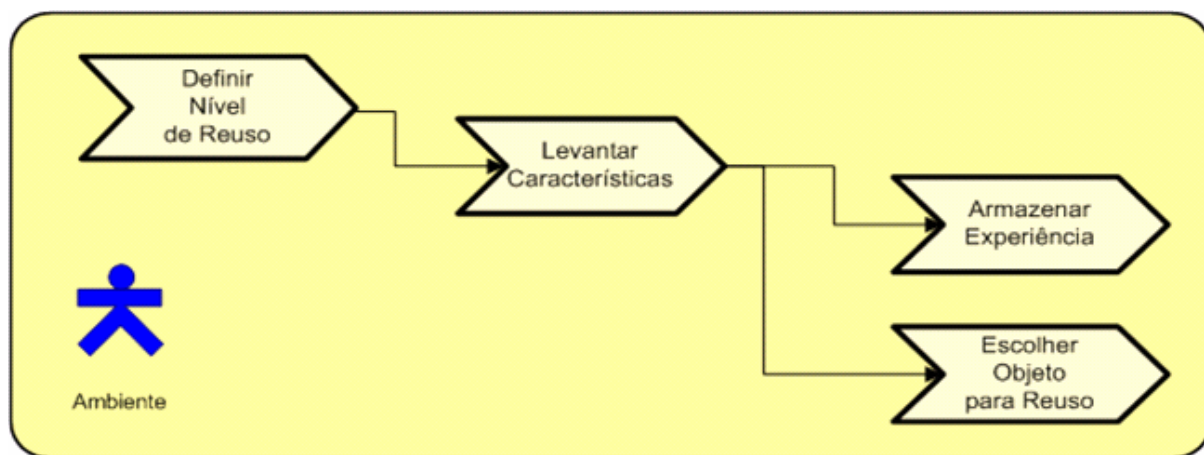 Definir
Nível
de Reuso
Levantar
Características
Armazenar
Experiência
Escolher
Objeto
para Reuso
Ambiente